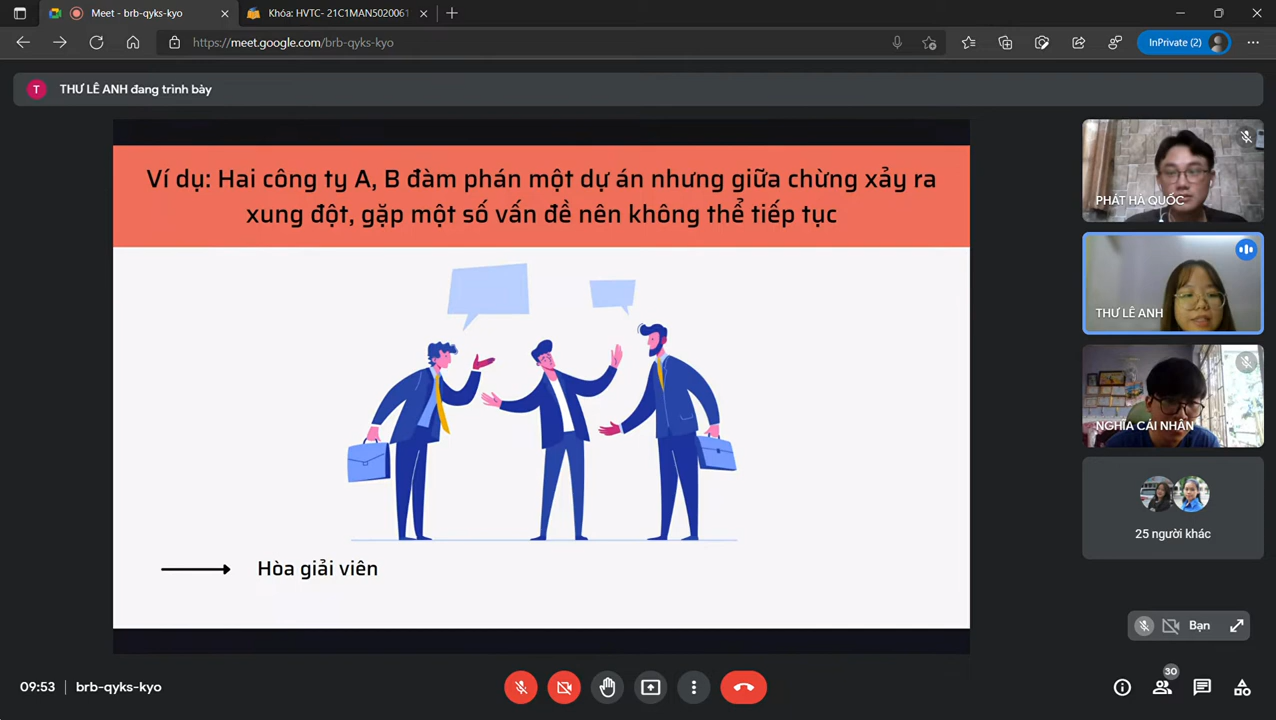 Meet - brb-qyks-kyo
Khóa: HVTC- 21C1MAN5020061
https://meet.google.com/brb-qyks-kyo
InPrivate (2)
T
THƯ LÊ ANH đang trình bày
Ví dụ: Hai công ty A, B đàm phán một dự án nhưng giữa chừng xảy ra
xung đột, gặp một số vấn đề nên không thể tiếp tục
Hòa giải viên
PHÁT HÀ QUỐC
THƯ LÊ ANH
NGHĨA CÁI NHÂN
25 người khác
Bạn
09:53 | brb-qyks-kyo
30